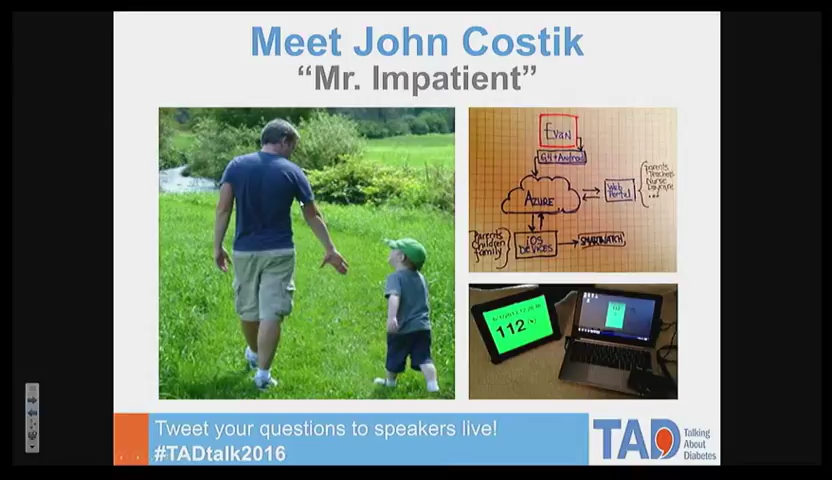 Meet John Costik
“Mr. Impatient”
Evan
G4+Android
AZURE
Web
Portal
Parents
Teachers
Nurse
Daycare
Parents
Children
family
iOS
DEVICES
SMARTWATCH
112
Tweet your questions to speakers live!
#TADtalk2016
TAD
Talking
About
Diabetes